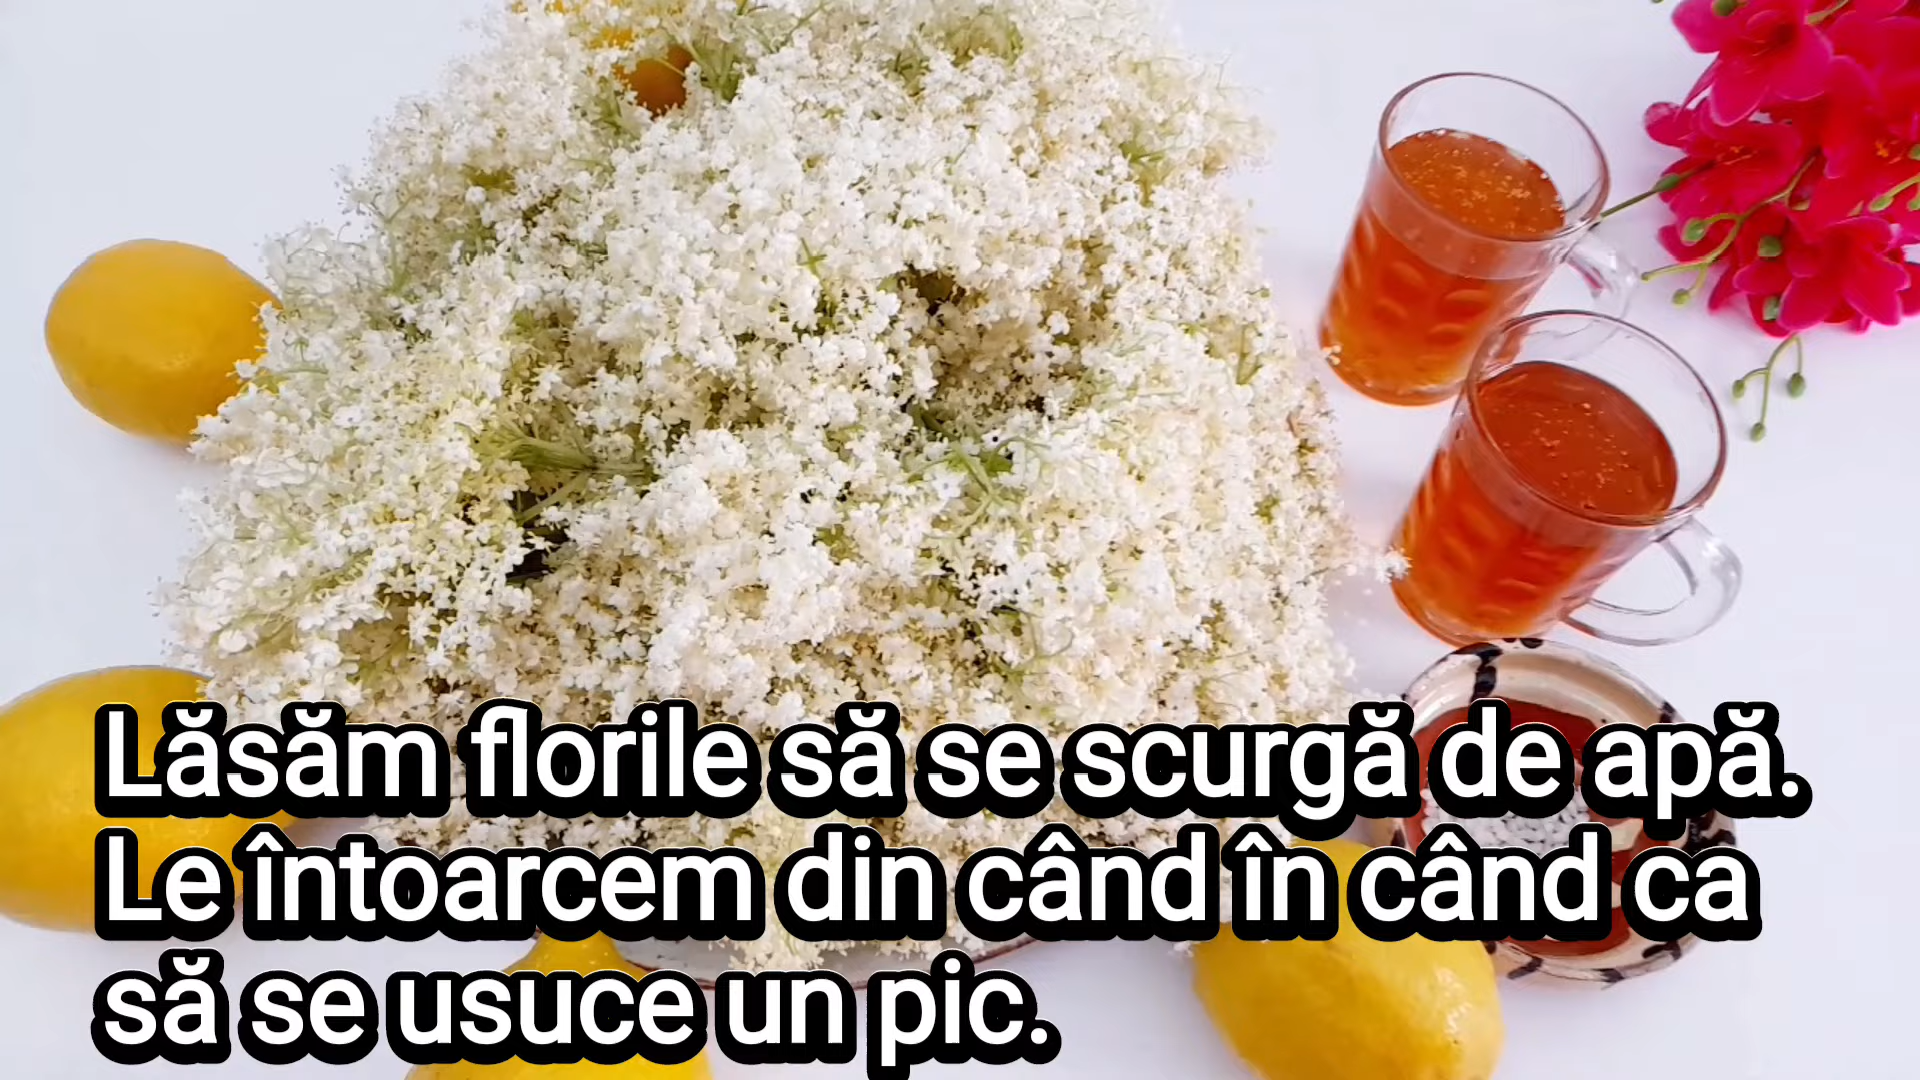 Lăsăm florile să se scurgă de apă.
Le întoarcem din când în când ca
să se usuce un pic.